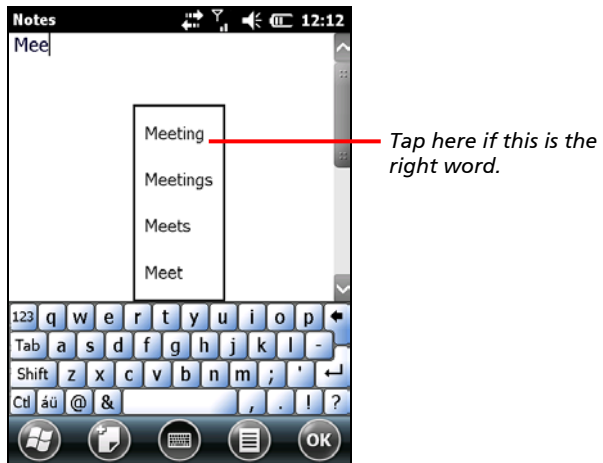 Notes 12:12
Mee
Meeting
Tap here if this is the
right word.
Meetings
Meets
Meet
123 q w e r t y u i o p
Tab a s d f g h j k l -
Shift z x c v b n m ; '
Ctl áü @ & , . ! ?
OK